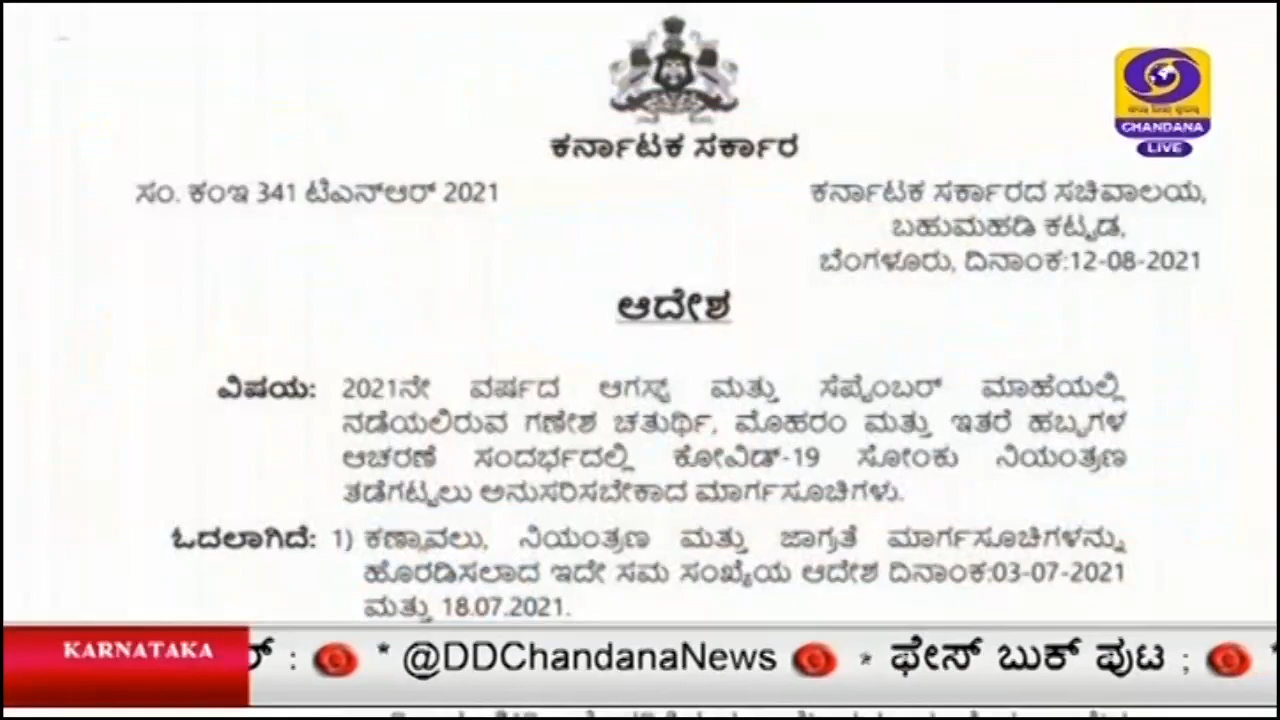 ಕರ್ನಾಟಕ ಸರ್ಕಾರ
CHANDANA
LIVE
ಸಂ. ಕಂಇ 341 ಟಿಎನ್ಆರ್ 2021
ಕರ್ನಾಟಕ ಸರ್ಕಾರದ ಸಚಿವಾಲಯ,
ಬಹುಮಹಡಿ ಕಟ್ಟಡ,
ಬೆಂಗಳೂರು, ದಿನಾಂಕ:12-08-2021
ಆದೇಶ
ವಿಷಯ: 2021ನೇ ವರ್ಷದ ಆಗಸ್ಟ್ ಮತ್ತು ಸೆಪ್ಟೆಂಬರ್ ಮಾಹೆಯಲ್ಲಿ
ನಡೆಯಲಿರುವ ಗಣೇಶ ಚತುರ್ಥಿ, ಮೊಹರಂ ಮತ್ತು ಇತರೆ ಹಬ್ಬಗಳ
ಆಚರಣೆ ಸಂದರ್ಭದಲ್ಲಿ ಕೋವಿಡ್-19 ಸೋಂಕು ನಿಯಂತ್ರಣ
ತಡೆಗಟ್ಟಲು ಅನುಸರಿಸಬೇಕಾದ ಮಾರ್ಗಸೂಚಿಗಳು.
ಓದಲಾಗಿದೆ: 1) ಕಣ್ಗಾವಲು, ನಿಯಂತ್ರಣ ಮತ್ತು ಜಾಗೃತೆ ಮಾರ್ಗಸೂಚಿಗಳನ್ನು
ಹೊರಡಿಸಲಾದ ಇದೇ ಸಮ ಸಂಖ್ಯೆಯ ಆದೇಶ ದಿನಾಂಕ:03-07-2021
ಮತ್ತು 18.07.2021.
KARNATAKA : * @DDChandanaNews * ಫೇಸ್ ಬುಕ್ ಪುಟ ; *